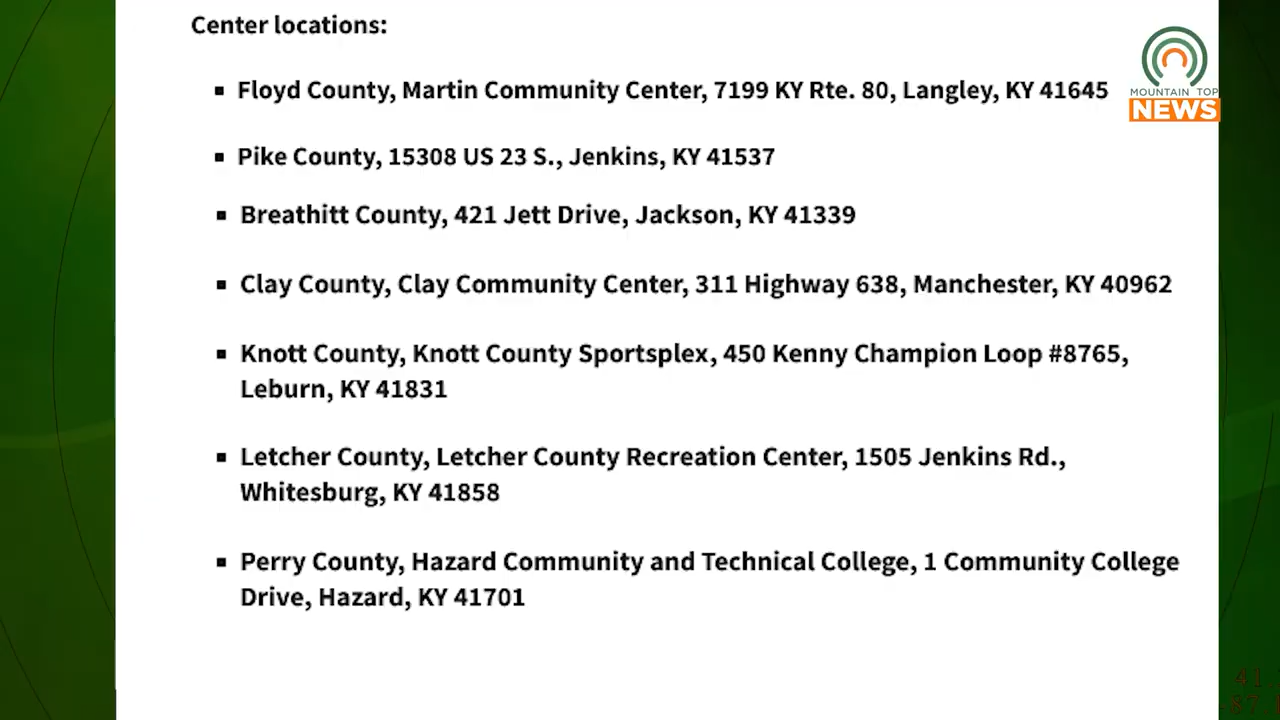 Center locations:
Floyd County, Martin Community Center, 7199 KY Rte. 80, Langley, KY 41645
MOUNTAIN TOP
NEWS
Pike County, 15308 US 23 S., Jenkins, KY 41537
Breathitt County, 421 Jett Drive, Jackson, KY 41339
Clay County, Clay Community Center, 311 Highway 638, Manchester, KY 40962
Knott County, Knott County Sportsplex, 450 Kenny Champion Loop #8765,
Leburn, KY 41831
Letcher County, Letcher County Recreation Center, 1505 Jenkins Rd.,
Whitesburg, KY 41858
Perry County, Hazard Community and Technical College, 1 Community College
Drive, Hazard, KY 41701